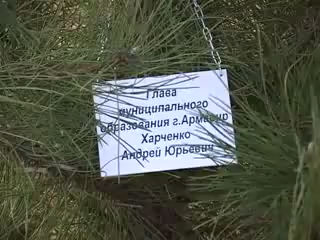 Глава
муниципального
образования г.Армавир
Харченко
Андрей Юрьевич